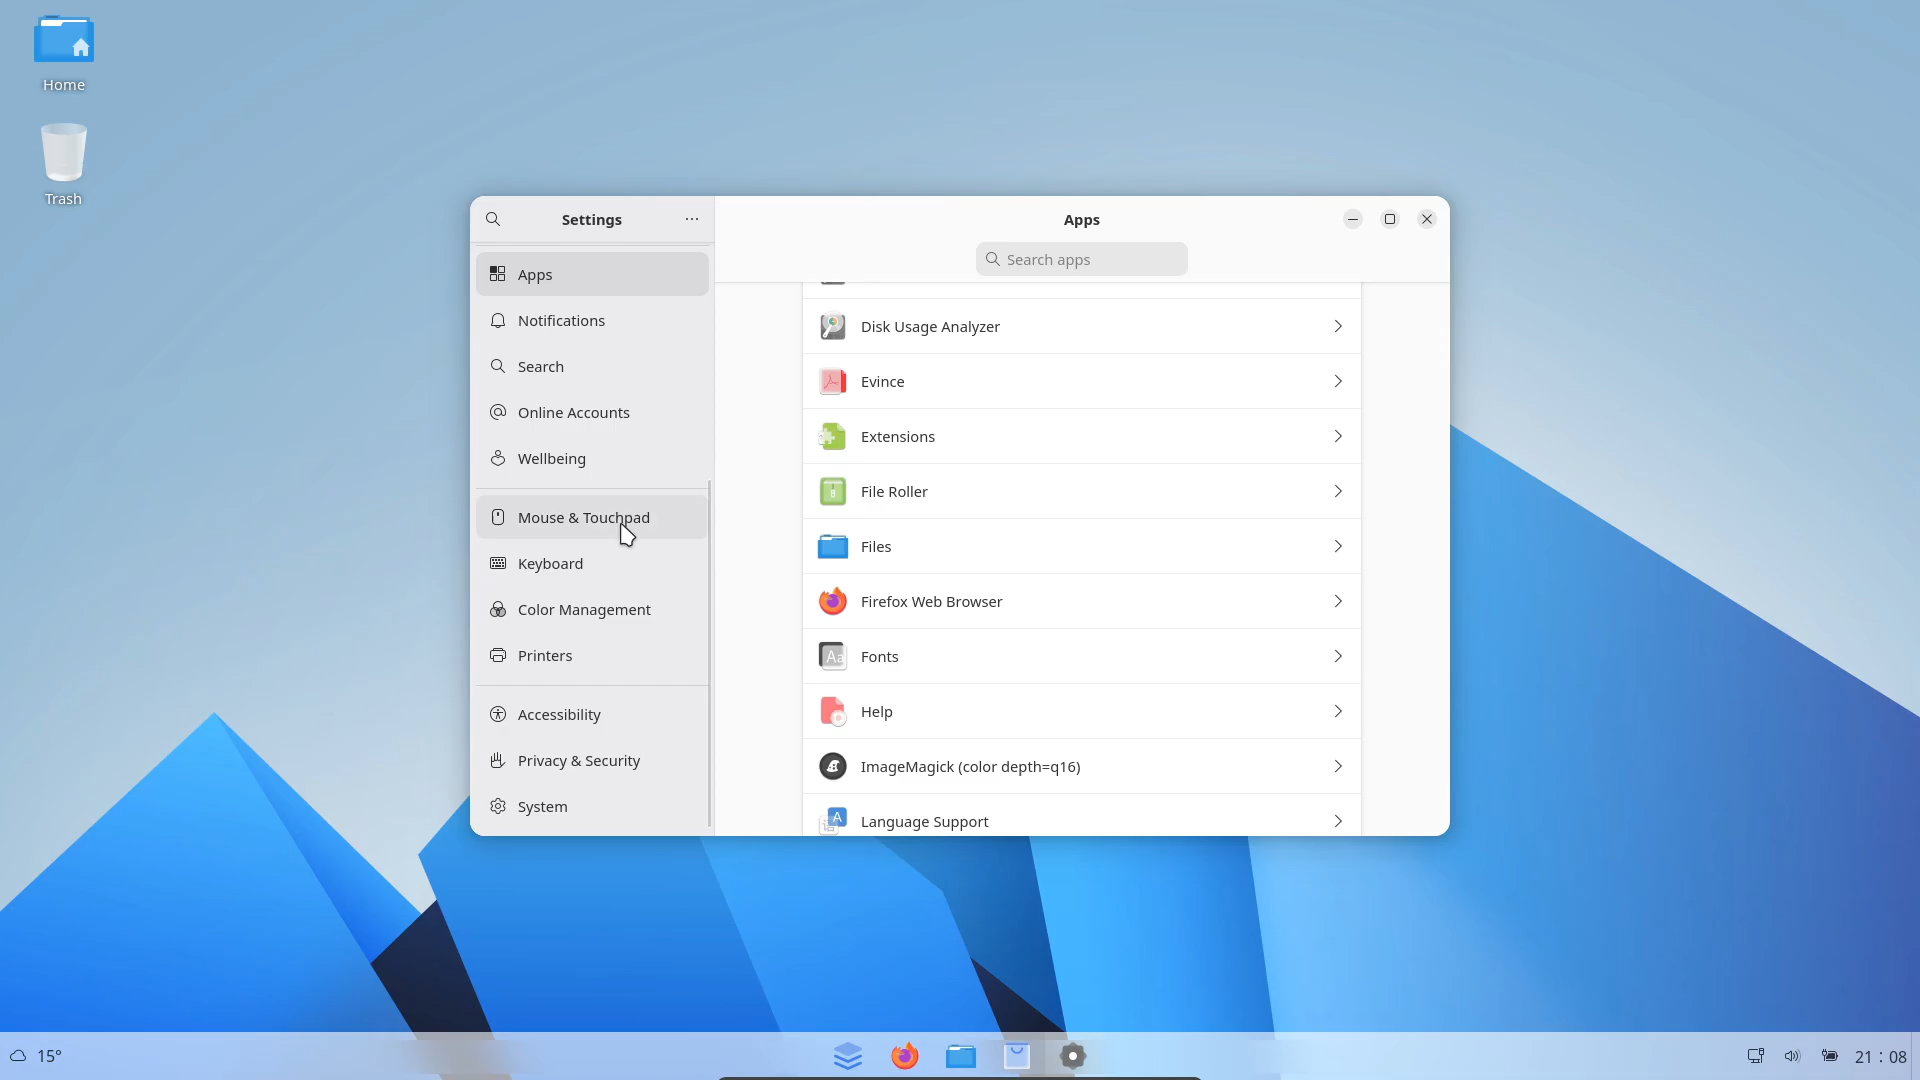 Home
Trash
Settings
Apps
Search apps
Apps
Notifications
Search
Online Accounts
Wellbeing
Mouse & Touchpad
Keyboard
Color Management
Printers
Accessibility
Privacy & Security
System
Disk Usage Analyzer
Evince
Extensions
File Roller
Files
Firefox Web Browser
Fonts
Help
ImageMagick (color depth=q16)
Language Support
15°
21 : 08